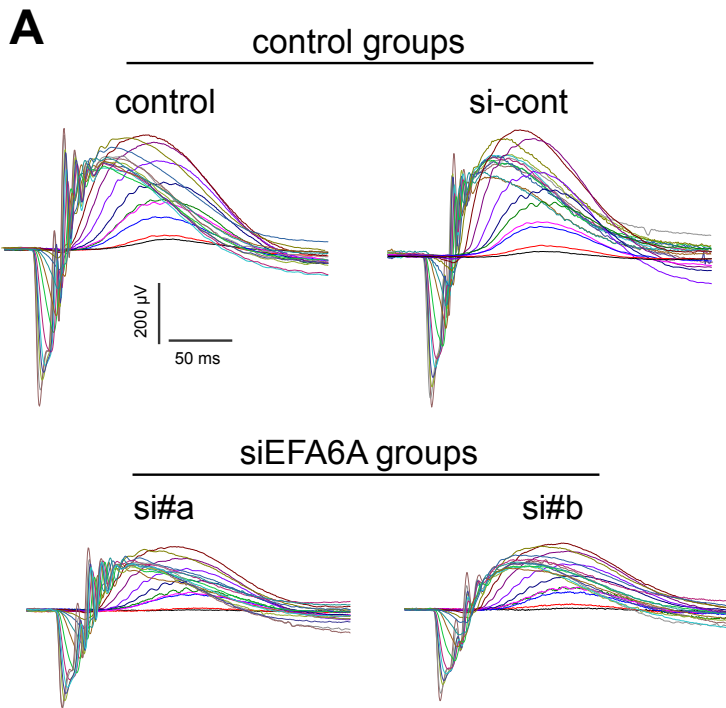 A
control groups
control
si-cont
200 μV
50 ms
siEFA6A groups
si#a
si#b